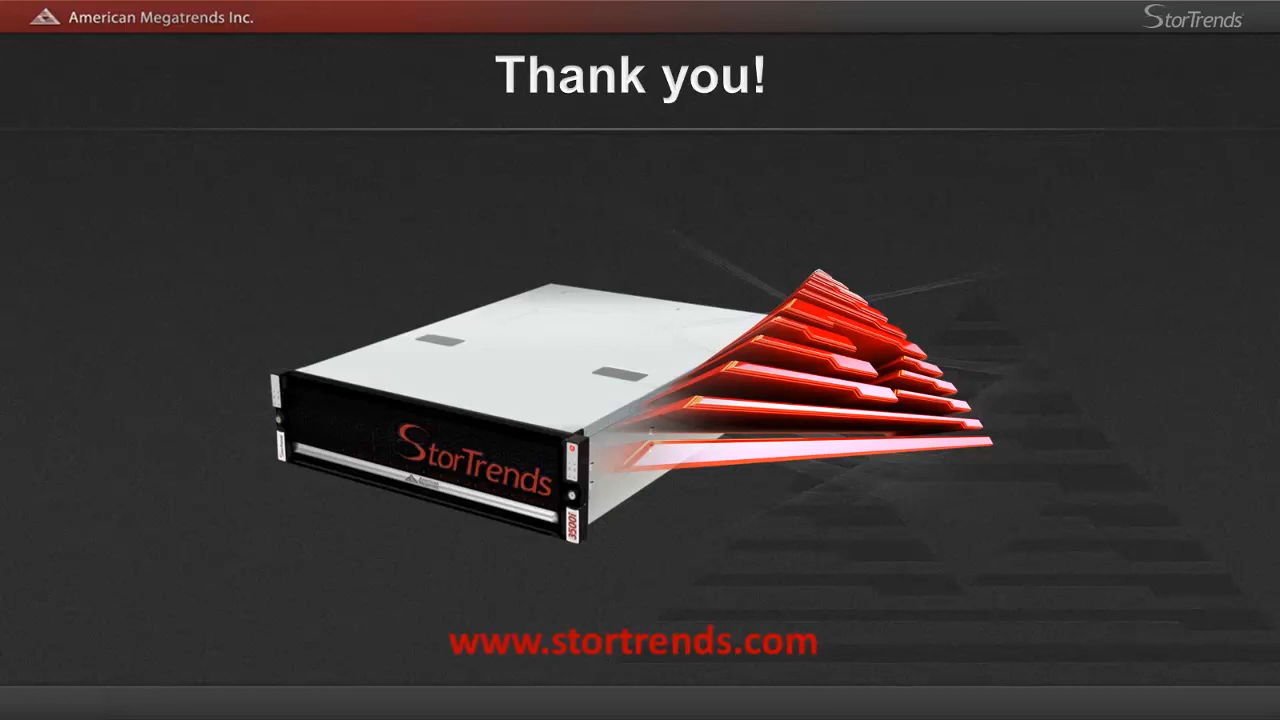 American Megatrends Inc.
StorTrends
Thank you!
StorTrends
3500i
www.stortrends.com